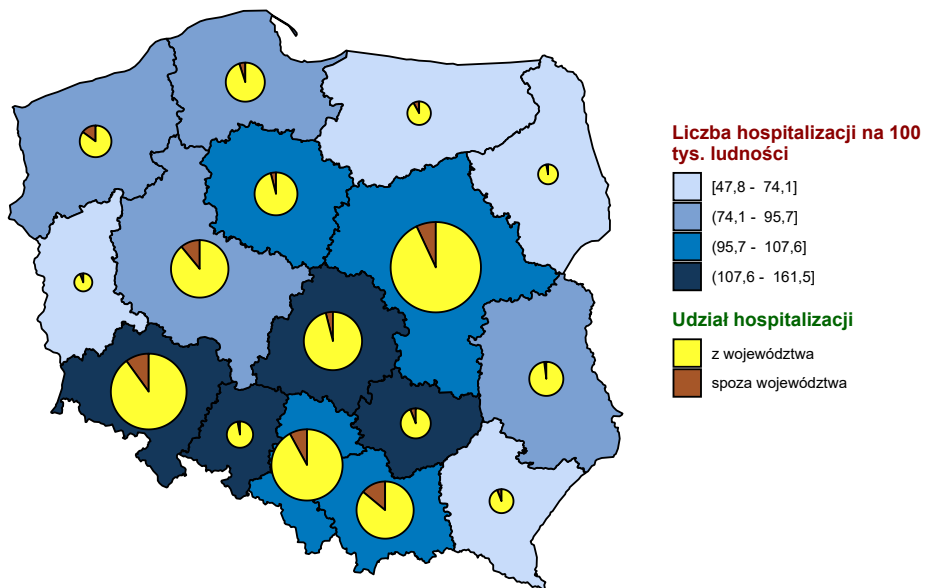 Liczba hospitalizacji na 100
tys. ludności
[47,8 - 74,1]
(74,1 - 95,7]
(95,7 - 107,6]
(107,6 - 161,5]
Udział hospitalizacji
z województwa
spoza województwa